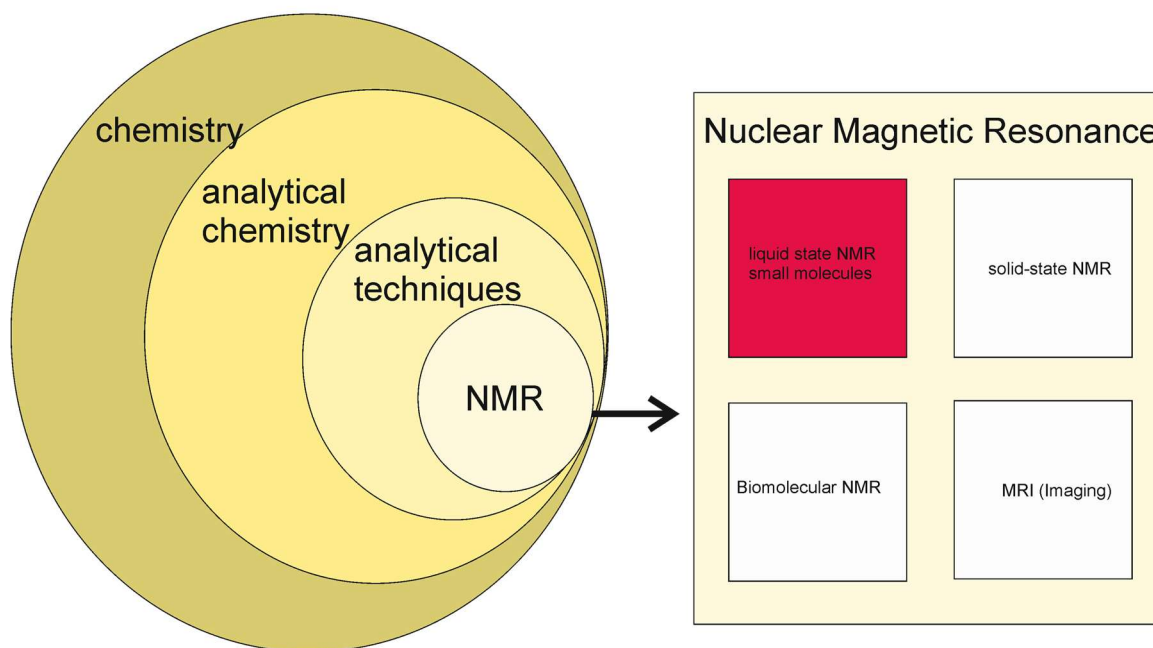 chemistry
analytical
chemistry
analytical
techniques
NMR
Nuclear Magnetic Resonance
liquid state NMR
small molecules
solid-state NMR
Biomolecular NMR
MRI (Imaging)